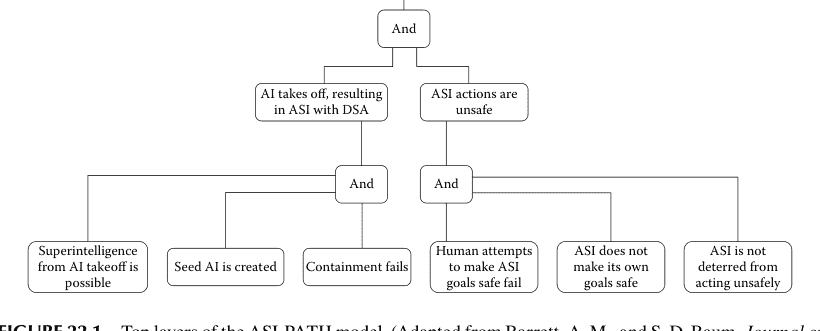 And
AI takes off, resulting
in ASI with DSA
ASI actions are
unsafe
And
And
Superintelligence
from AI takeoff is
possible
Seed AI is created
Containment fails
Human attempts
to make ASI
goals safe fail
ASI does not
make its own
goals safe
ASI is not
deterred from
acting unsafely
FIGURE 22.1 Top layers of the ASI-PATH model. (Adapted from Barrett, A. M., and S. D. Baum, Journal